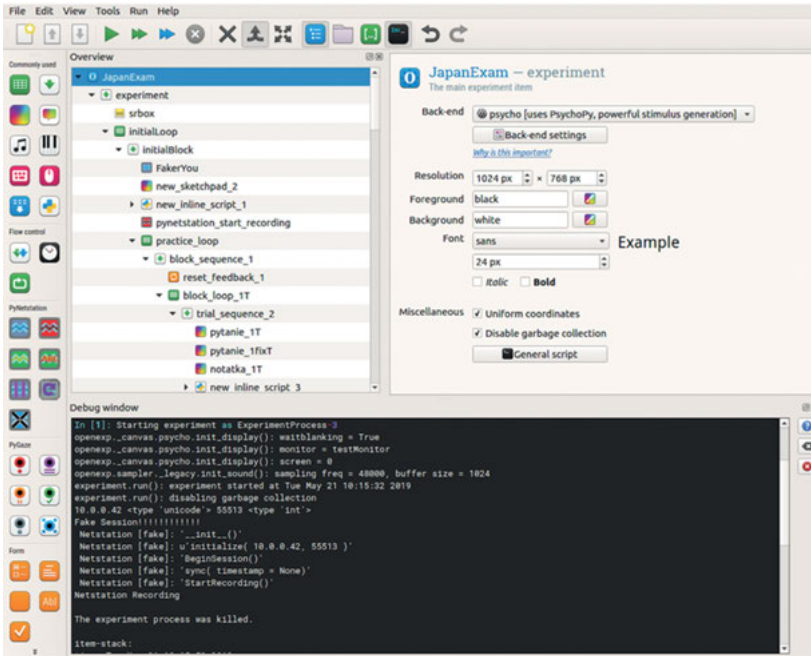 File Edit View Tools Run Help
Commonly used
Flow control
PyNetstation
PyGaze
Form
Abl
Overview
JapanExam
experiment
srbox
initialLoop
initialBlock
FakerYou
new_sketchpad_2
new_inline_script_1
pynetstation_start_recording
practice_loop
block_sequence_1
reset_feedback_1
block_loop_1T
trial_sequence_2
pytanie_1T
pytanie_1fixT
notatka_1T
new_inline_script_3
JapanExam — experiment
The main experiment item
Back-end psycho [uses PsychoPy, powerful stimulus generation]
Back-end settings
Why is this important?
Resolution 1024 px × 768 px
Foreground black
Background white
Font sans Example
24 px
Italic Bold
Miscellaneous Uniform coordinates
Disable garbage collection
General script
Debug window
In [1]: Starting experiment as ExperimentProcess-3
openexp._canvas.psycho.init_display(): waitblanking = True
openexp._canvas.psycho.init_display(): monitor = testMonitor
openexp._canvas.psycho.init_display(): screen = 0
openexp.sampler._legacy.init_sound(): sampling freq = 48000, buffer size = 1024
experiment.run(): experiment started at Tue May 21 10:15:32 2019
experiment.run(): disabling garbage collection
10.0.0.42 <type 'unicode'> 55513 <type 'int'>
Fake Session!!!!!!!!!!!!
Netstation [fake]: '__init__()'
Netstation [fake]: u'initialize( 10.0.0.42, 55513 )'
Netstation [fake]: 'BeginSession()'
Netstation [fake]: 'sync( timestamp = None)'
Netstation [fake]: 'StartRecording()'
Netstation Recording
The experiment process was killed.
item-stack: